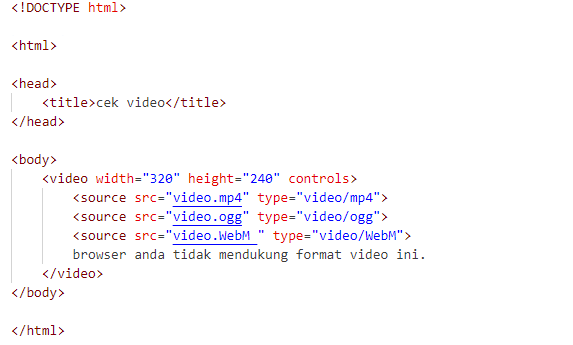 <!DOCTYPE html>
<html>
<head>
<title>cek video</title>
</head>
<body>
<video width="320" height="240" controls>
<source src="video.mp4" type="video/mp4">
<source src="video.ogg" type="video/ogg">
<source src="video.WebM " type="video/WebM">
browser anda tidak mendukung format video ini.
</video>
</body>
</html>